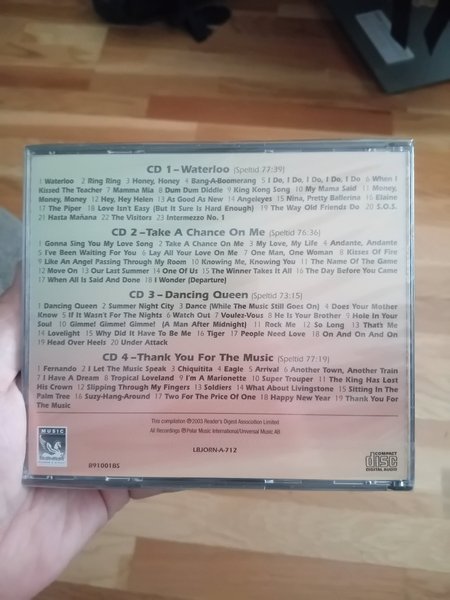 CD 1 – Waterloo (Speltid 77:39)
1 Waterloo 2 Ring Ring 3 Honey, Honey 4 Bang-A-Boomerang 5 I Do, I Do, I Do, I Do, I Do 6 When I
Kissed The Teacher 7 Mamma Mia 8 Dum Dum Diddle 9 King Kong Song 10 My Mama Said 11 Money,
Money, Money 12 Hey, Hey Helen 13 As Good As New 14 Angeleyes 15 Nina, Pretty Ballerina 16 Elaine
17 The Piper 18 Love Isn't Easy (But It Sure Is Hard Enough) 19 The Way Old Friends Do 20 S.O.S.
21 Hasta Mañana 22 The Visitors 23 Intermezzo No. 1
CD 2 – Take A Chance On Me (Speltid 76:36)
1 Gonna Sing You My Love Song 2 Take A Chance On Me 3 My Love, My Life 4 Andante, Andante
5 I've Been Waiting For You 6 Lay All Your Love On Me 7 One Man, One Woman 8 Kisses Of Fire
9 Like An Angel Passing Through My Room 10 Knowing Me, Knowing You 11 The Name Of The Game
12 Move On 13 Our Last Summer 14 One Of Us 15 The Winner Takes It All 16 The Day Before You Came
17 When All Is Said And Done 18 I Wonder (Departure)
CD 3 – Dancing Queen (Speltid 73:15)
1 Dancing Queen 2 Summer Night City 3 Dance (While The Music Still Goes On) 4 Does Your Mother
Know 5 If It Wasn't For The Nights 6 Watch Out 7 Voulez-Vous 8 He Is Your Brother 9 Hole In Your
Soul 10 Gimme! Gimme! Gimme! (A Man After Midnight) 11 Rock Me 12 So Long 13 That's Me
14 Lovelight 15 Why Did It Have To Be Me 16 Tiger 17 People Need Love 18 On And On And On
19 Head Over Heels 20 Under Attack
CD 4 – Thank You For The Music (Speltid 77:19)
1 Fernando 2 I Let The Music Speak 3 Chiquitita 4 Eagle 5 Arrival 6 Another Town, Another Train
7 I Have A Dream 8 Tropical Loveland 9 I'm A Marionette 10 Super Trouper 11 The King Has Lost
His Crown 12 Slipping Through My Fingers 13 Soldiers 14 What About Livingstone 15 Sitting In The
Palm Tree 16 Suzy-Hang-Around 17 Two For The Price Of One 18 Happy New Year 19 Thank You For
The Music
This compilation ℗2003 Reader's Digest Association Limited
All Recordings ℗Polar Music International/Universal Music AB
LBJORN-A-712
MUSIC
891001BS
COMPACT
disc
DIGITAL AUDIO